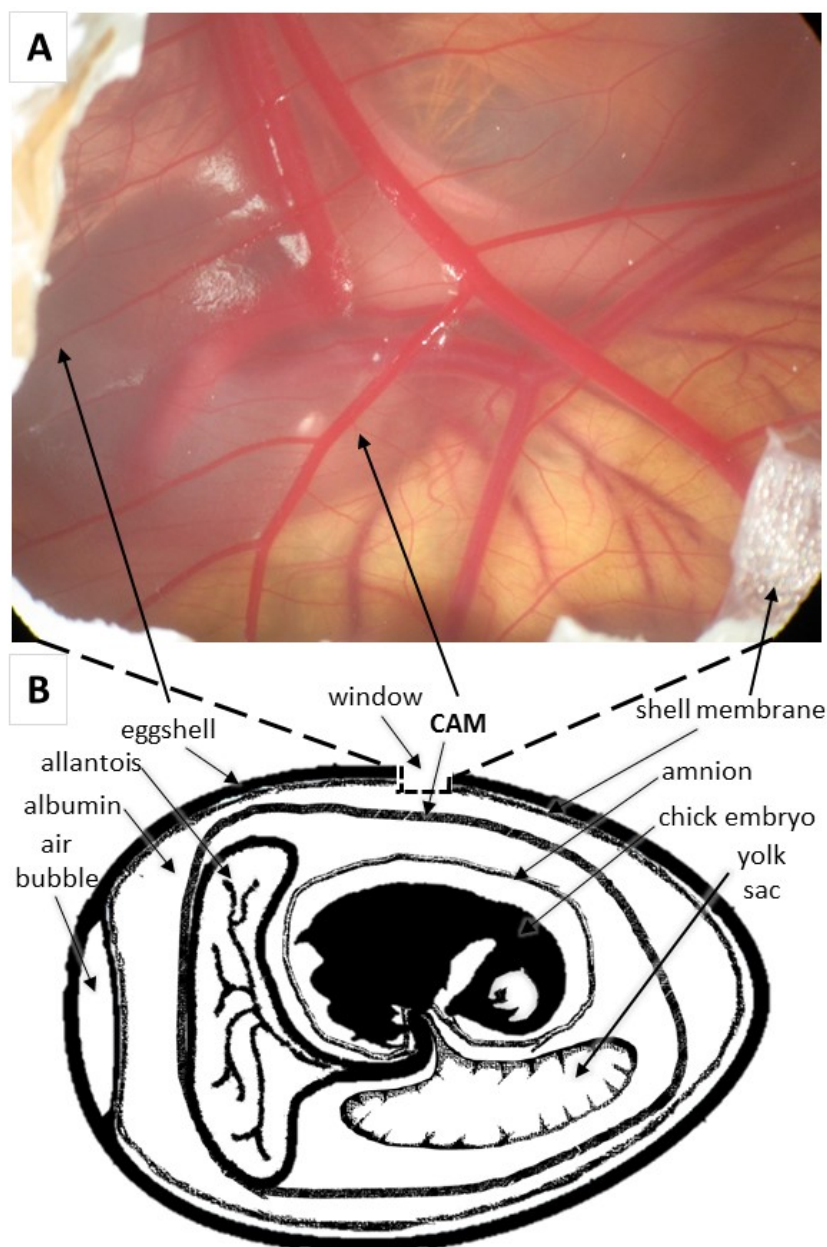 A
B
window
CAM
shell membrane
eggshell
allantois
amnion
albumin
chick embryo
air
bubble
yolk
sac